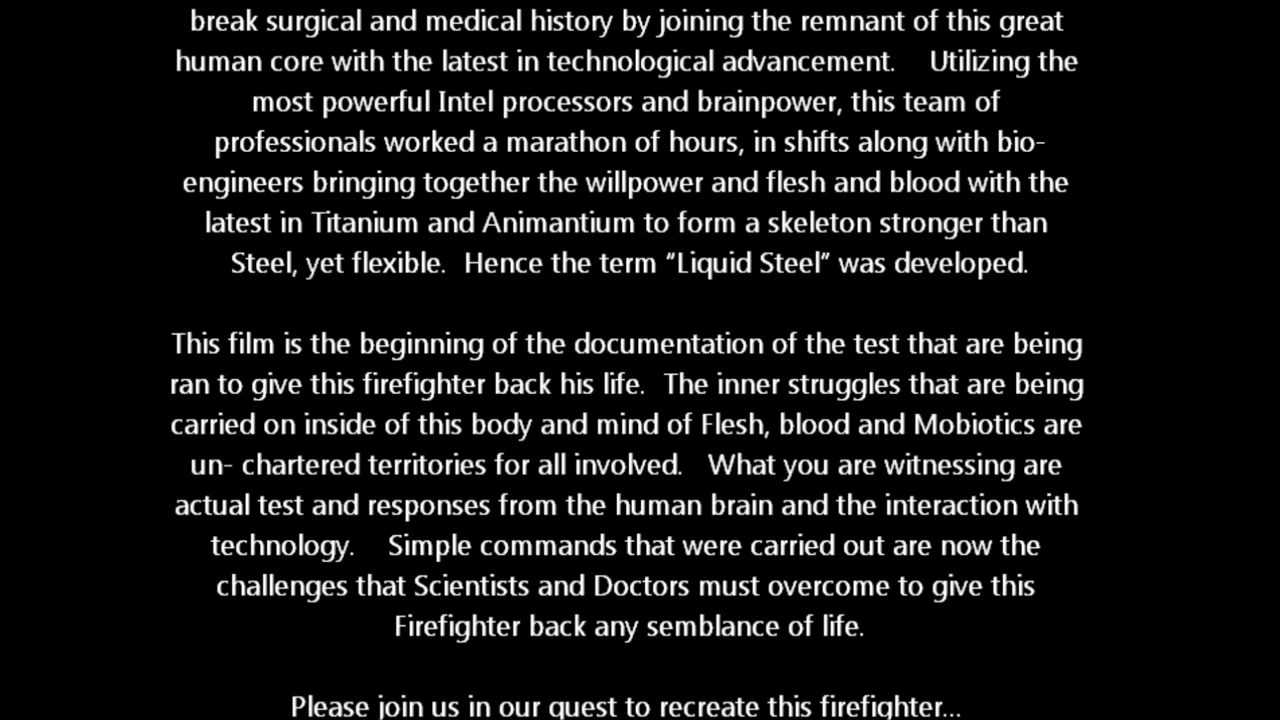 break surgical and medical history by joining the remnant of this great
human core with the latest in technological advancement. Utilizing the
most powerful Intel processors and brainpower, this team of
professionals worked a marathon of hours, in shifts along with bio-
engineers bringing together the willpower and flesh and blood with the
latest in Titanium and Animantium to form a skeleton stronger than
Steel, yet flexible. Hence the term “Liquid Steel” was developed.
This film is the beginning of the documentation of the test that are being
ran to give this firefighter back his life. The inner struggles that are being
carried on inside of this body and mind of Flesh, blood and Mobiotics are
un- chartered territories for all involved. What you are witnessing are
actual test and responses from the human brain and the interaction with
technology. Simple commands that were carried out are now the
challenges that Scientists and Doctors must overcome to give this
Firefighter back any semblance of life.
Please join us in our quest to recreate this firefighter...